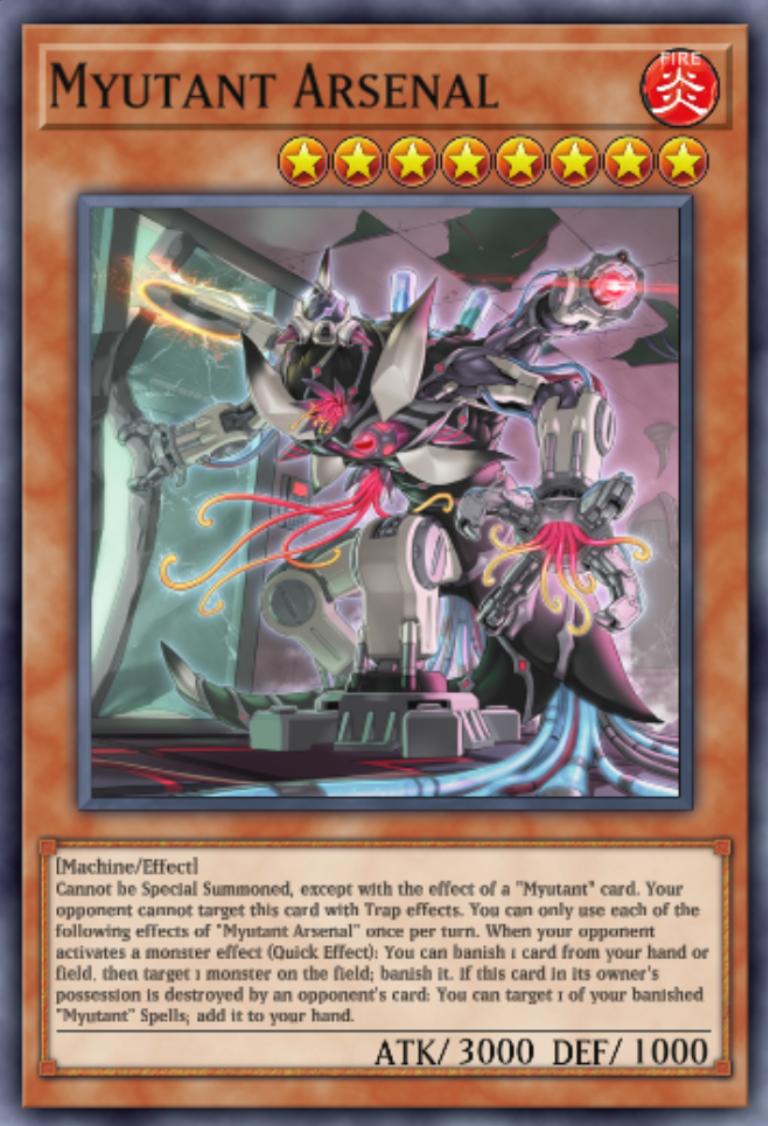 Myutant Arsenal
FIRE
炎
[Machine/Effect]
Cannot be Special Summoned, except with the effect of a "Myutant" card. Your
opponent cannot target this card with Trap effects. You can only use each of the
following effects of "Myutant Arsenal" once per turn. When your opponent
activates a monster effect (Quick Effect): You can banish 1 card from your hand or
field, then target 1 monster on the field; banish it. If this card in its owner's
possession is destroyed by an opponent's card: You can target 1 of your banished
"Myutant" Spells; add it to your hand.
ATK/ 3000 DEF/ 1000